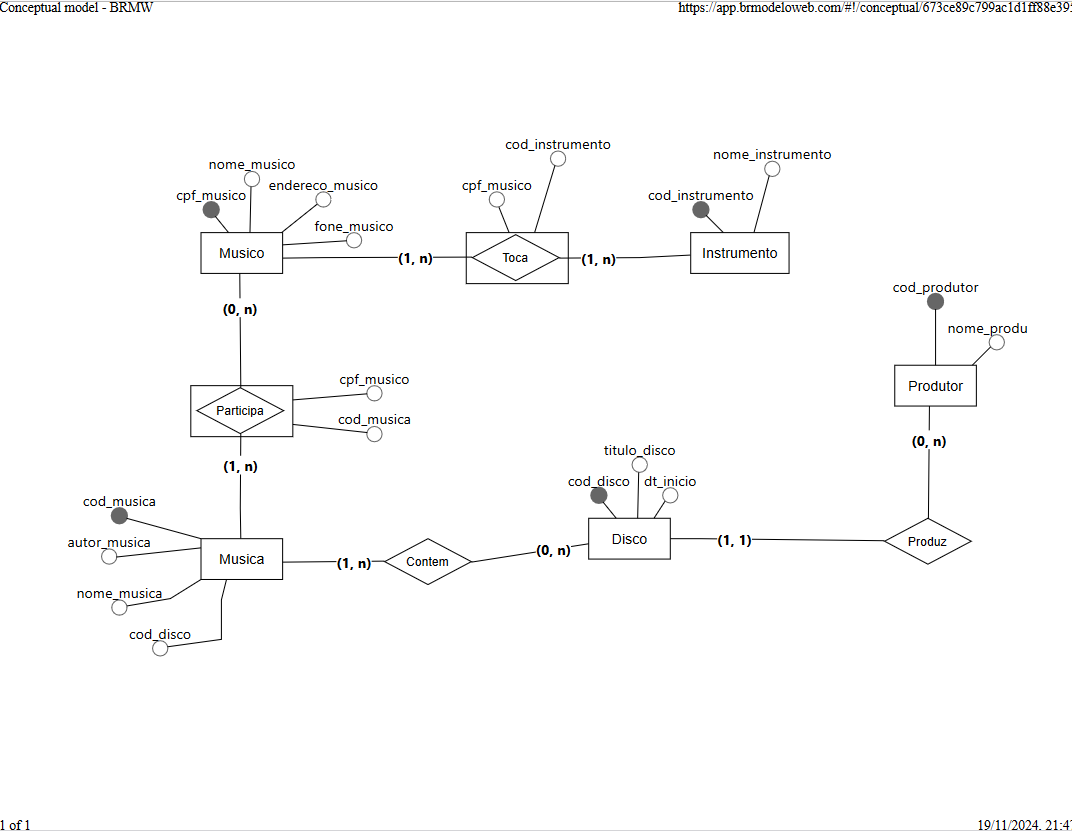 Conceptual model - BRMW
https://app.brmodeloweb.com/#!/conceptual/673ce89c799ac1d1ff88e39
cod_instrumento
nome_musico
nome_instrumento
cpf_musico
endereco_musico
cpf_musico
cod_instrumento
fone_musico
Musico
(1, n)
Toca
(1, n)
Instrumento
cod_produtor
(0, n)
nome_produ
cpf_musico
Produtor
Participa
cod_musica
(0, n)
titulo_disco
(1, n)
cod_disco
dt_inicio
cod_musica
autor_musica
Disco
(1, 1)
Produz
Musica
(1, n)
Contem
(0, n)
nome_musica
cod_disco
1 of 1
19/11/2024, 21:4